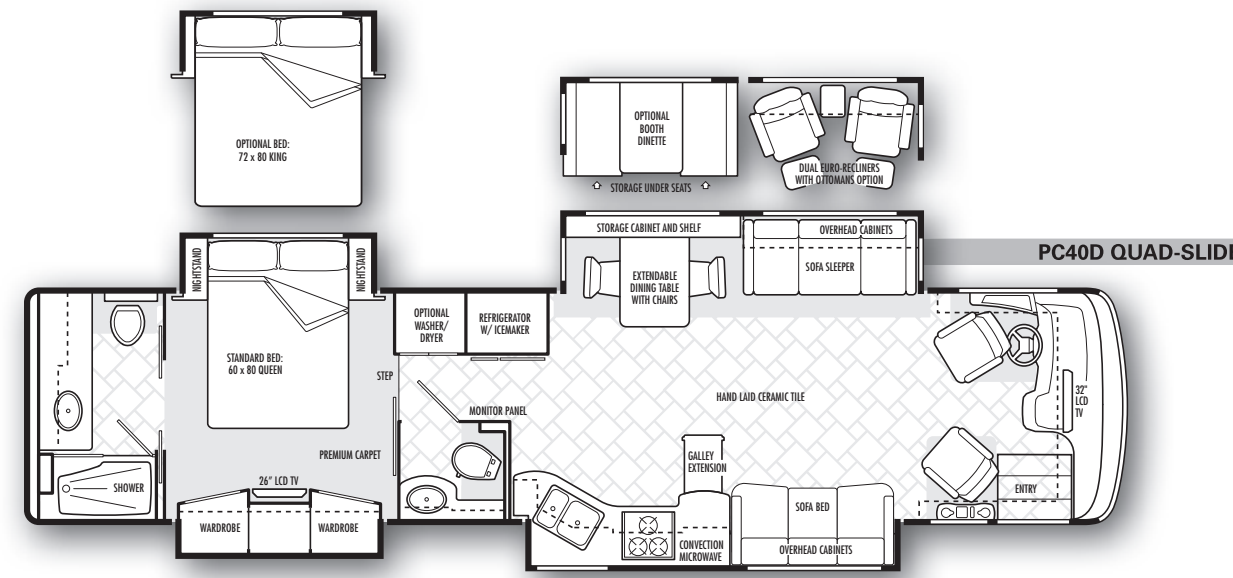 OPTIONAL BED:
72 x 80 KING
OPTIONAL
BOOTH
DINETTE
STORAGE UNDER SEATS
DUAL EURO-RECLINERS
WITH OTTOMANS OPTION
PC40D QUAD-SLIDE
NIGHTSTAND
NIGHTSTAND
STANDARD BED:
60 x 80 QUEEN
STORAGE CABINET AND SHELF
OVERHEAD CABINETS
SOFA SLEEPER
EXTENDABLE
DINING TABLE
WITH CHAIRS
OPTIONAL
WASHER/
DRYER
REFRIGERATOR
W/ ICEMAKER
STEP
MONITOR PANEL
HAND LAID CERAMIC TILE
32"
LCD
TV
PREMIUM CARPET
GALLEY
EXTENSION
SHOWER
26" LCD TV
WARDROBE
WARDROBE
CONVECTION
MICROWAVE
SOFA BED
OVERHEAD CABINETS
ENTRY